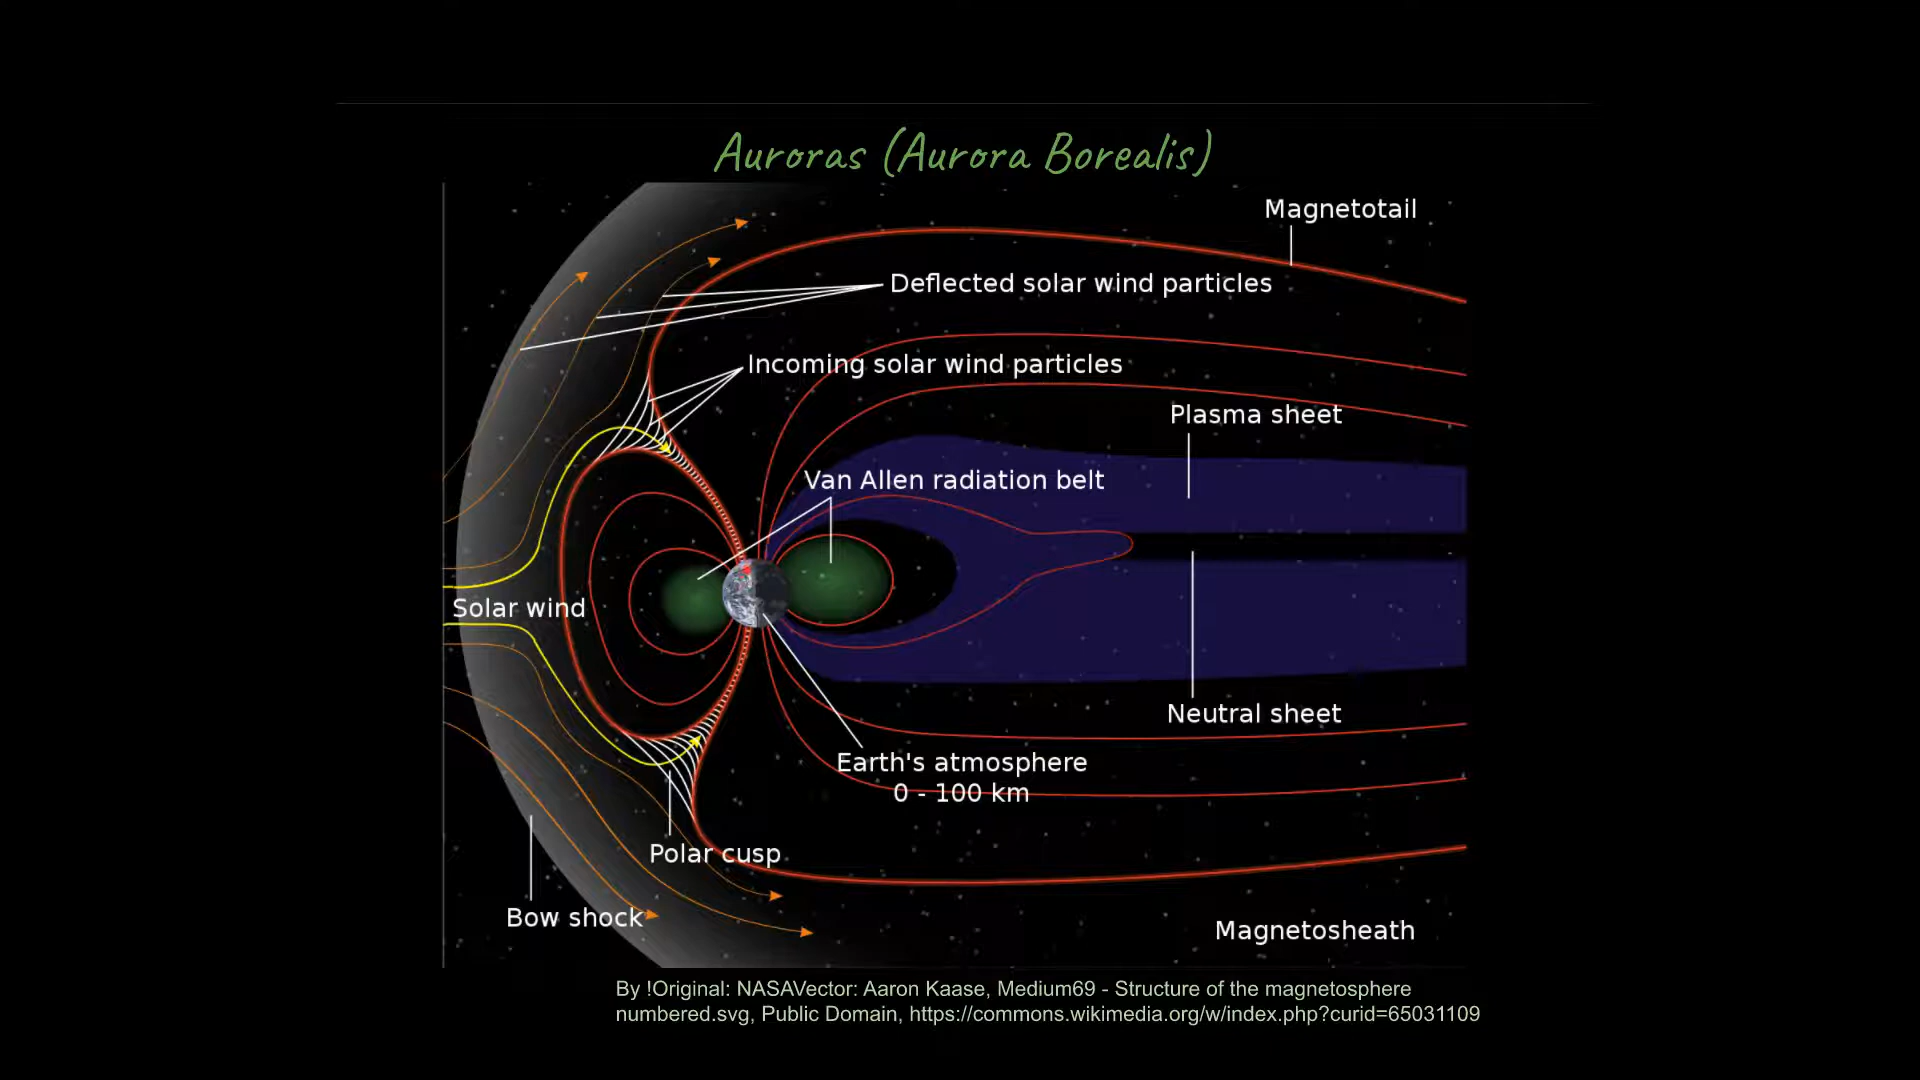 Auroras (Aurora Borealis)
Magnetotail
Deflected solar wind particles
Incoming solar wind particles
Plasma sheet
Van Allen radiation belt
Solar wind
Neutral sheet
Earth's atmosphere
0 - 100 km
Polar cusp
Bow shock
Magnetosheath
By !Original: NASAVector: Aaron Kaase, Medium69 - Structure of the magnetosphere
numbered.svg, Public Domain, https://commons.wikimedia.org/w/index.php?curid=65031109